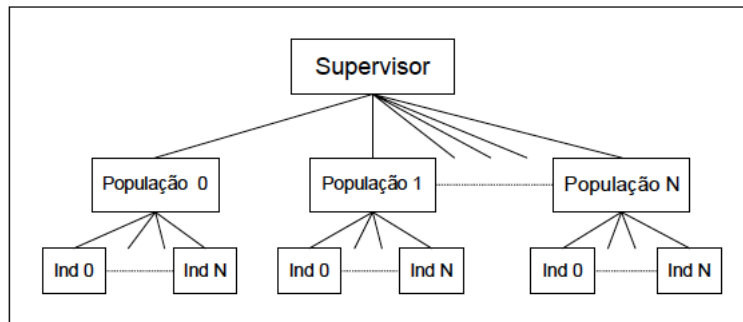 Supervisor
População 0
População 1
População N
Ind 0
Ind N
Ind 0
Ind N
Ind 0
Ind N